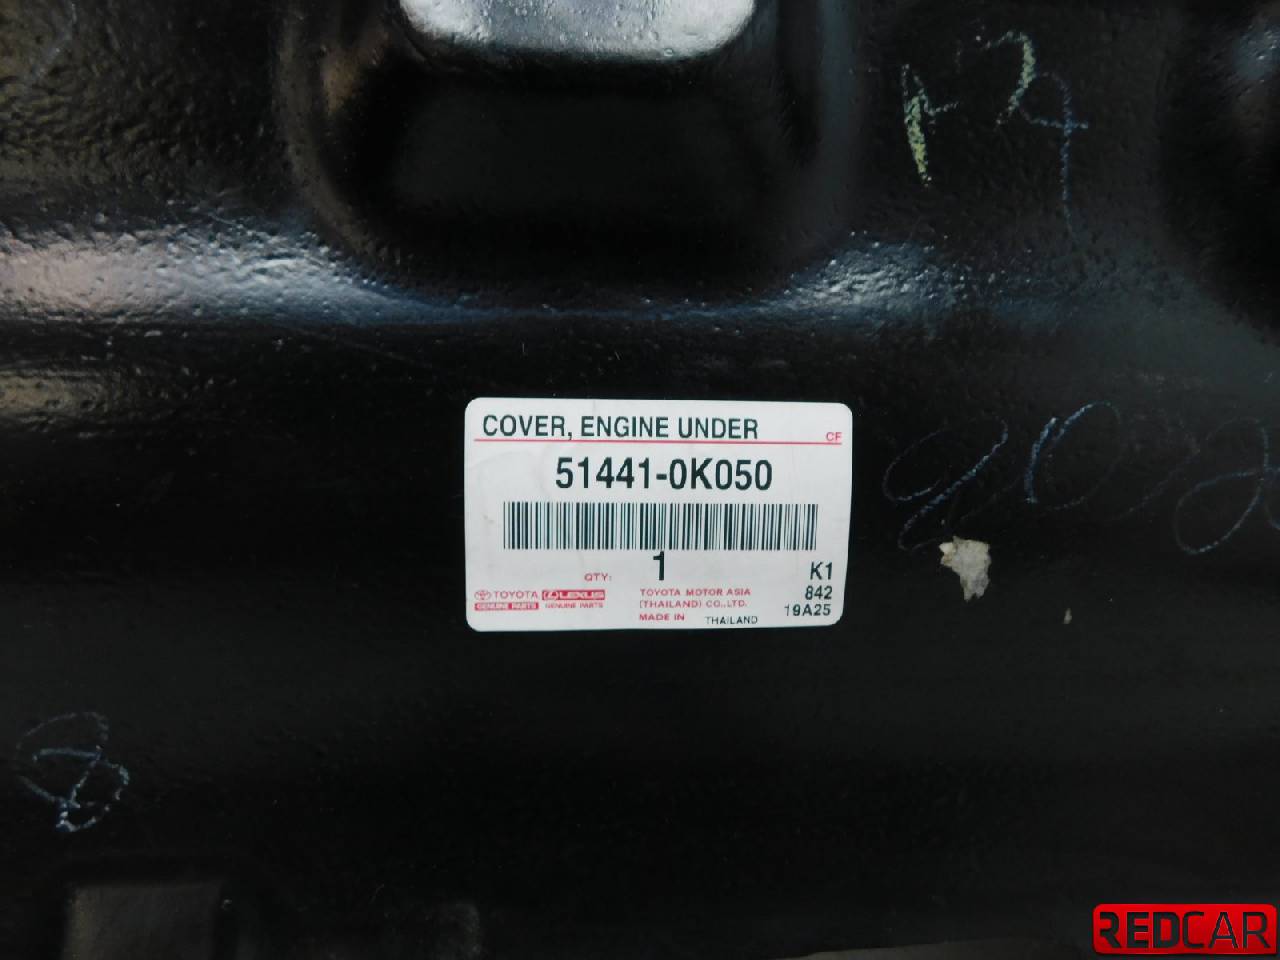 COVER, ENGINE UNDER
CF
51441-0K050
QTY: 1
K1
TOYOTA LEXUS
GENUINE PARTS GENUINE PARTS
TOYOTA MOTOR ASIA
(THAILAND) CO.,LTD.
MADE IN THAILAND
842
19A25
8
REDCAR